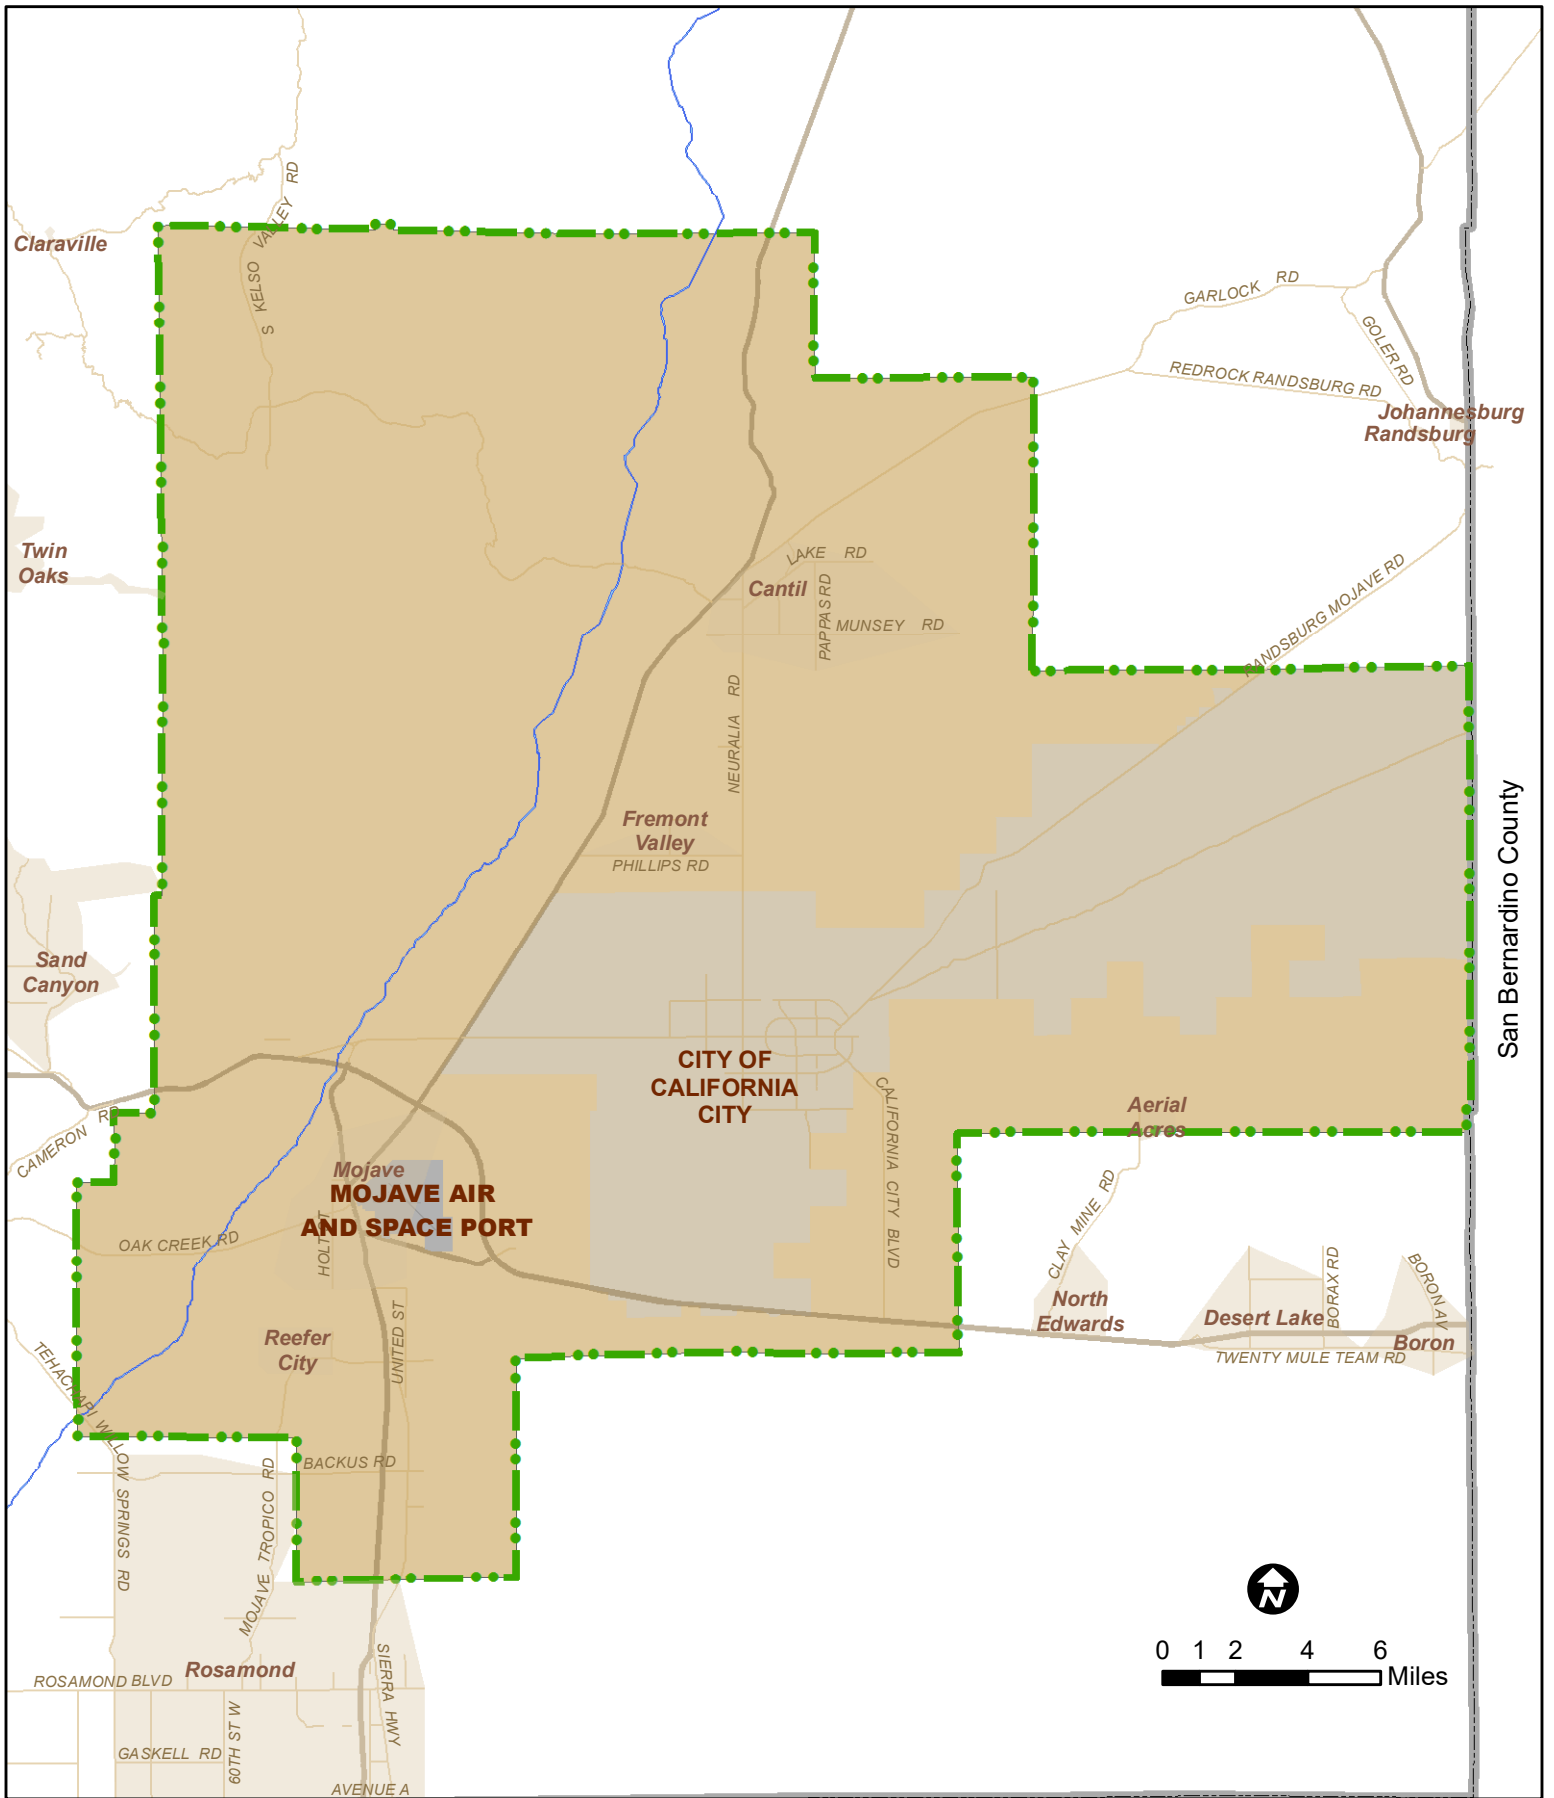 S KELSO VALLEY RD
Claraville
GARLOCK RD
GOLER RD
REDROCK RANDSBURG RD
Johannesburg
Randsburg
Twin
Oaks
LAKE RD
Cantil
PAPPAS RD
MUNSEY RD
RANDSBURG MOJAVE RD
NEURALIA RD
Fremont
Valley
PHILLIPS RD
San Bernardino County
Sand
Canyon
CITY OF
CALIFORNIA
CITY
CALIFORNIA CITY BLVD
Aerial
Acres
CAMERON RD
Mojave
MOJAVE AIR
AND SPACE PORT
OAK CREEK RD
HOLT ST
CLAY MINE RD
North
Edwards
Desert Lake
BORAX RD
BORON AV
Boron
TWENTY MULE TEAM RD
UNITED ST
Reefer
City
TEHACHAPI WILLOW SPRINGS RD
BACKUS RD
MOJAVE TROPICO RD
N
0 1 2 4 6
Miles
Rosamond
ROSAMOND BLVD
SIERRA HWY
60TH ST W
GASKELL RD
AVENUE A